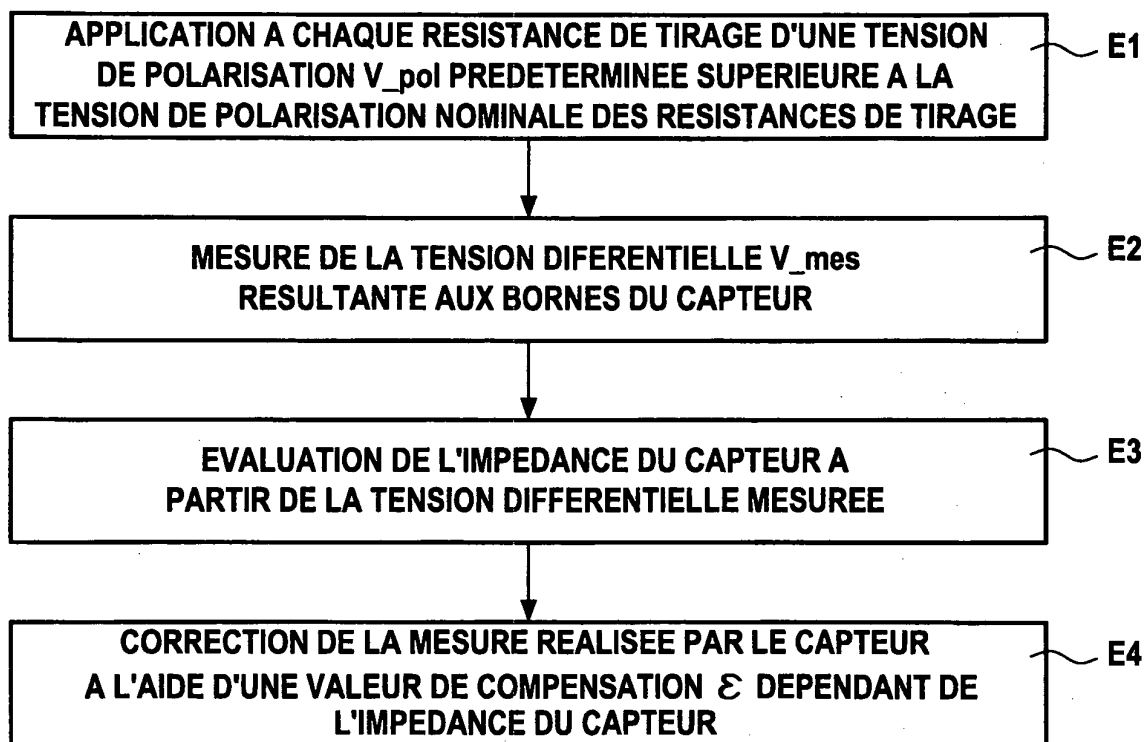 APPLICATION A CHAQUE RESISTANCE DE TIRAGE D'UNE TENSION
DE POLARISATION V_pol PREDETERMINEE SUPERIEURE A LA
TENSION DE POLARISATION NOMINALE DES RESISTANCES DE TIRAGE
E1
MESURE DE LA TENSION DIFERENTIELLE V_mes
RESULTANTE AUX BORNES DU CAPTEUR
E2
EVALUATION DE L'IMPEDANCE DU CAPTEUR A
PARTIR DE LA TENSION DIFFERENTIELLE MESUREE
E3
CORRECTION DE LA MESURE REALISEE PAR LE CAPTEUR
A L'AIDE D'UNE VALEUR DE COMPENSATION ε DEPENDANT DE
L'IMPEDANCE DU CAPTEUR
E4